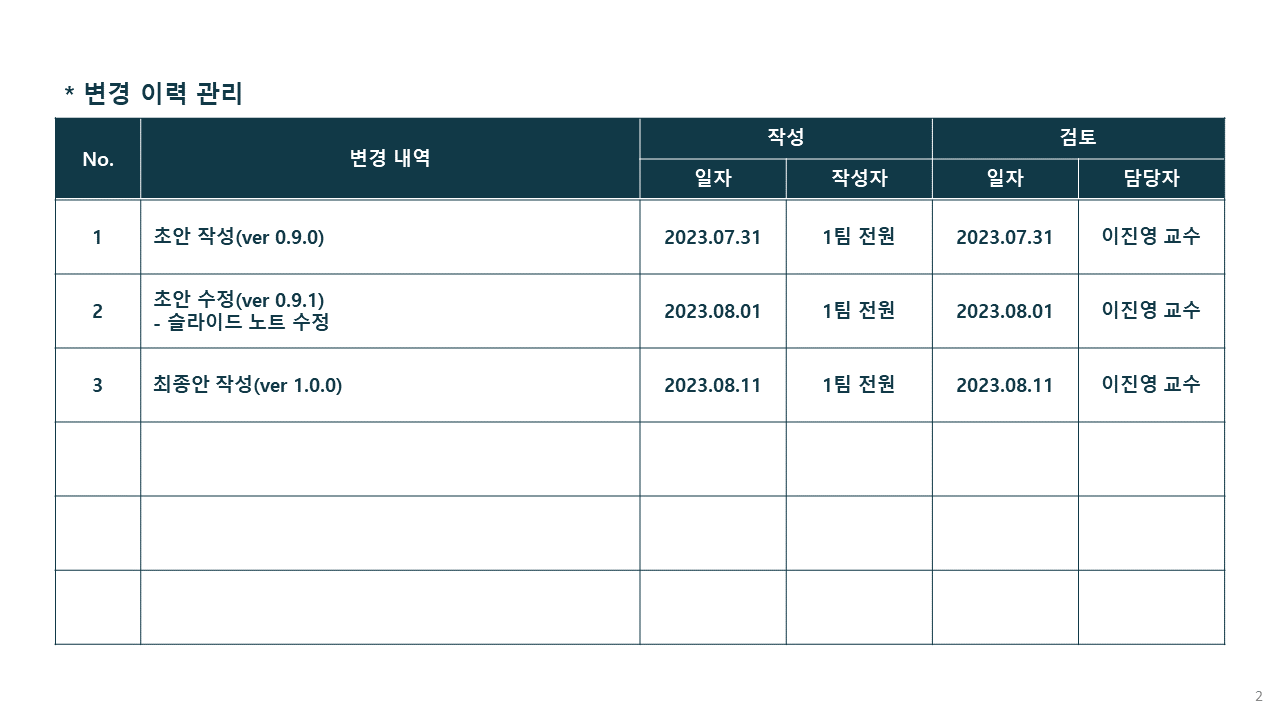 * 변경 이력 관리
No. 변경 내역 작성 검토
일자 작성자 일자 담당자
1 초안 작성(ver 0.9.0) 2023.07.31 1팀 전원 2023.07.31 이진영 교수
2 초안 수정(ver 0.9.1) 2023.08.01 1팀 전원 2023.08.01 이진영 교수
- 슬라이드 노트 수정
3 최종안 작성(ver 1.0.0) 2023.08.11 1팀 전원 2023.08.11 이진영 교수
2